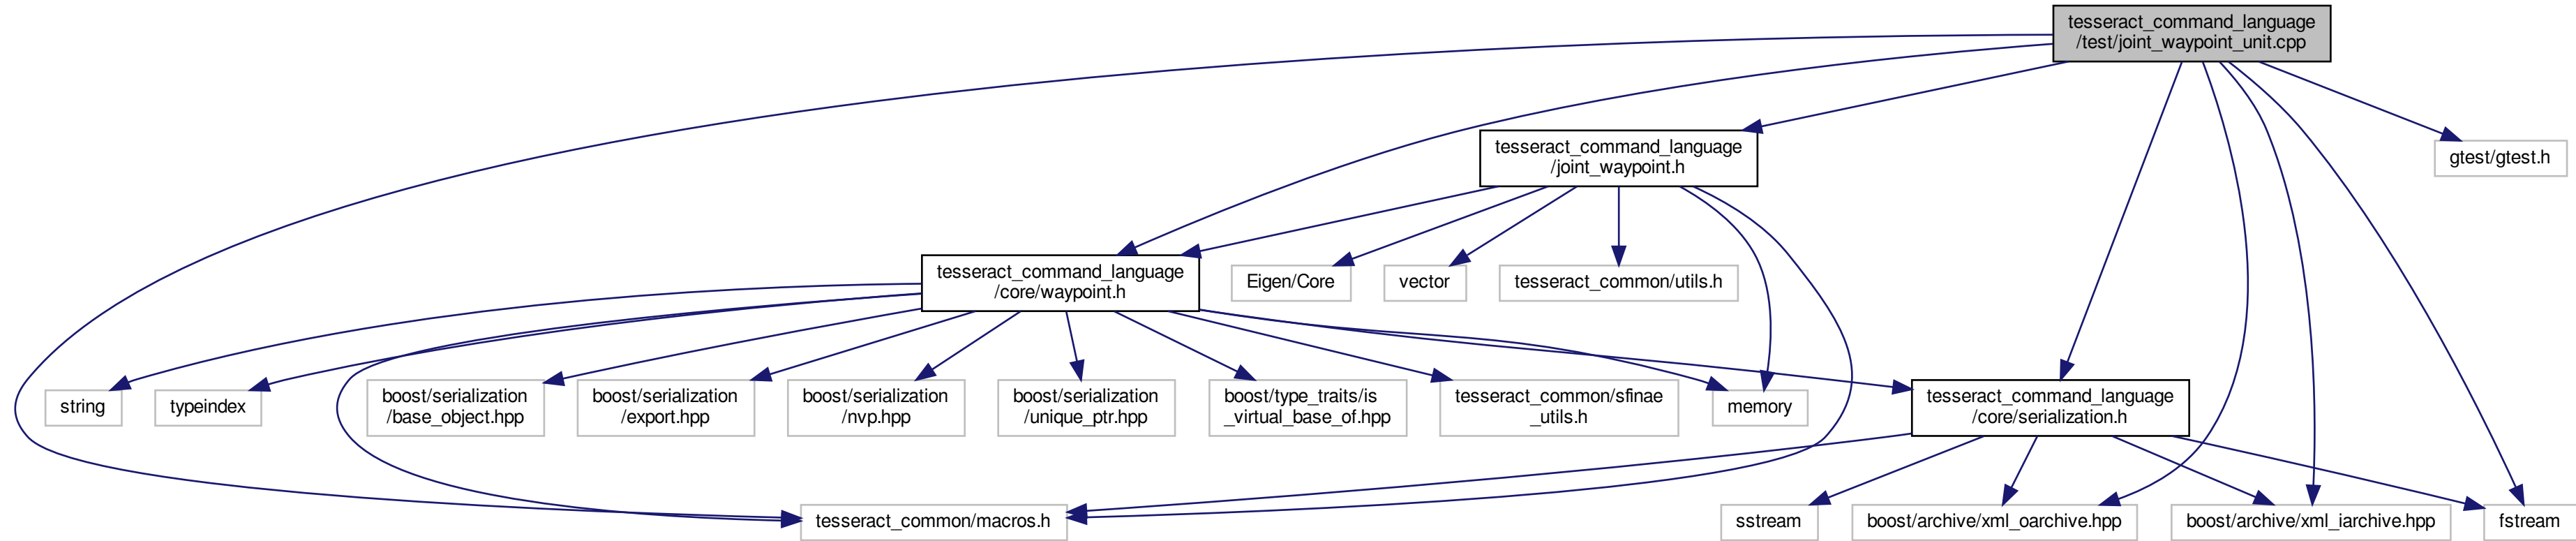 tesseract_command_language
/test/joint_waypoint_unit.cpp
tesseract_command_language
/joint_waypoint.h
gtest/gtest.h
tesseract_command_language
/core/waypoint.h
Eigen/Core
vector
tesseract_common/utils.h
string
typeindex
boost/serialization
/base_object.hpp
boost/serialization
/export.hpp
boost/serialization
/nvp.hpp
boost/serialization
/unique_ptr.hpp
boost/type_traits/is
_virtual_base_of.hpp
tesseract_common/sfinae
_utils.h
memory
tesseract_command_language
/core/serialization.h
tesseract_common/macros.h
sstream
boost/archive/xml_oarchive.hpp
boost/archive/xml_iarchive.hpp
fstream